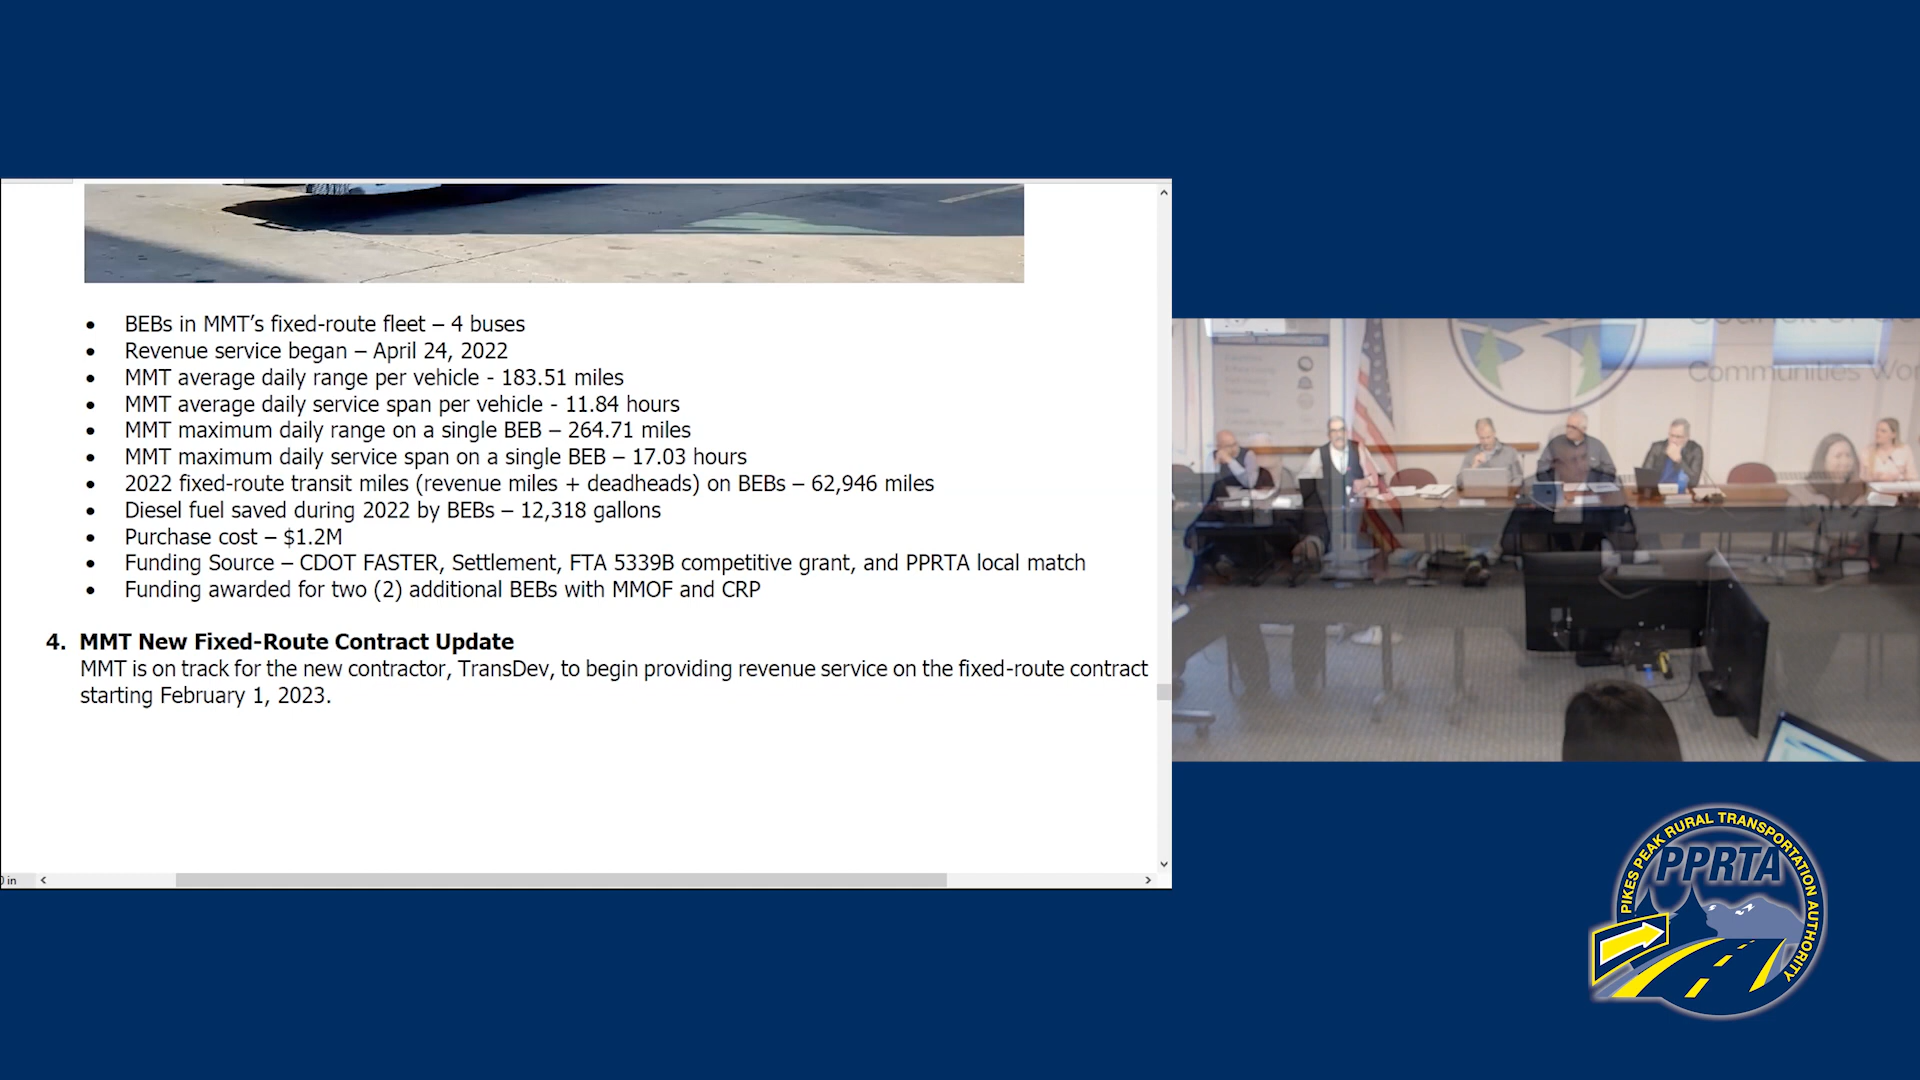 • BEBs in MMT's fixed-route fleet – 4 buses
• Revenue service began – April 24, 2022
• MMT average daily range per vehicle - 183.51 miles
• MMT average daily service span per vehicle - 11.84 hours
• MMT maximum daily range on a single BEB – 264.71 miles
• MMT maximum daily service span on a single BEB – 17.03 hours
• 2022 fixed-route transit miles (revenue miles + deadheads) on BEBs – 62,946 miles
• Diesel fuel saved during 2022 by BEBs – 12,318 gallons
• Purchase cost – $1.2M
• Funding Source – CDOT FASTER, Settlement, FTA 5339B competitive grant, and PPRTA local match
• Funding awarded for two (2) additional BEBs with MMOF and CRP
4. MMT New Fixed-Route Contract Update
MMT is on track for the new contractor, TransDev, to begin providing revenue service on the fixed-route contract
starting February 1, 2023.
in
Communities
PIKES PEAK RURAL TRANSPORTATION AUTHORITY
PPRTA